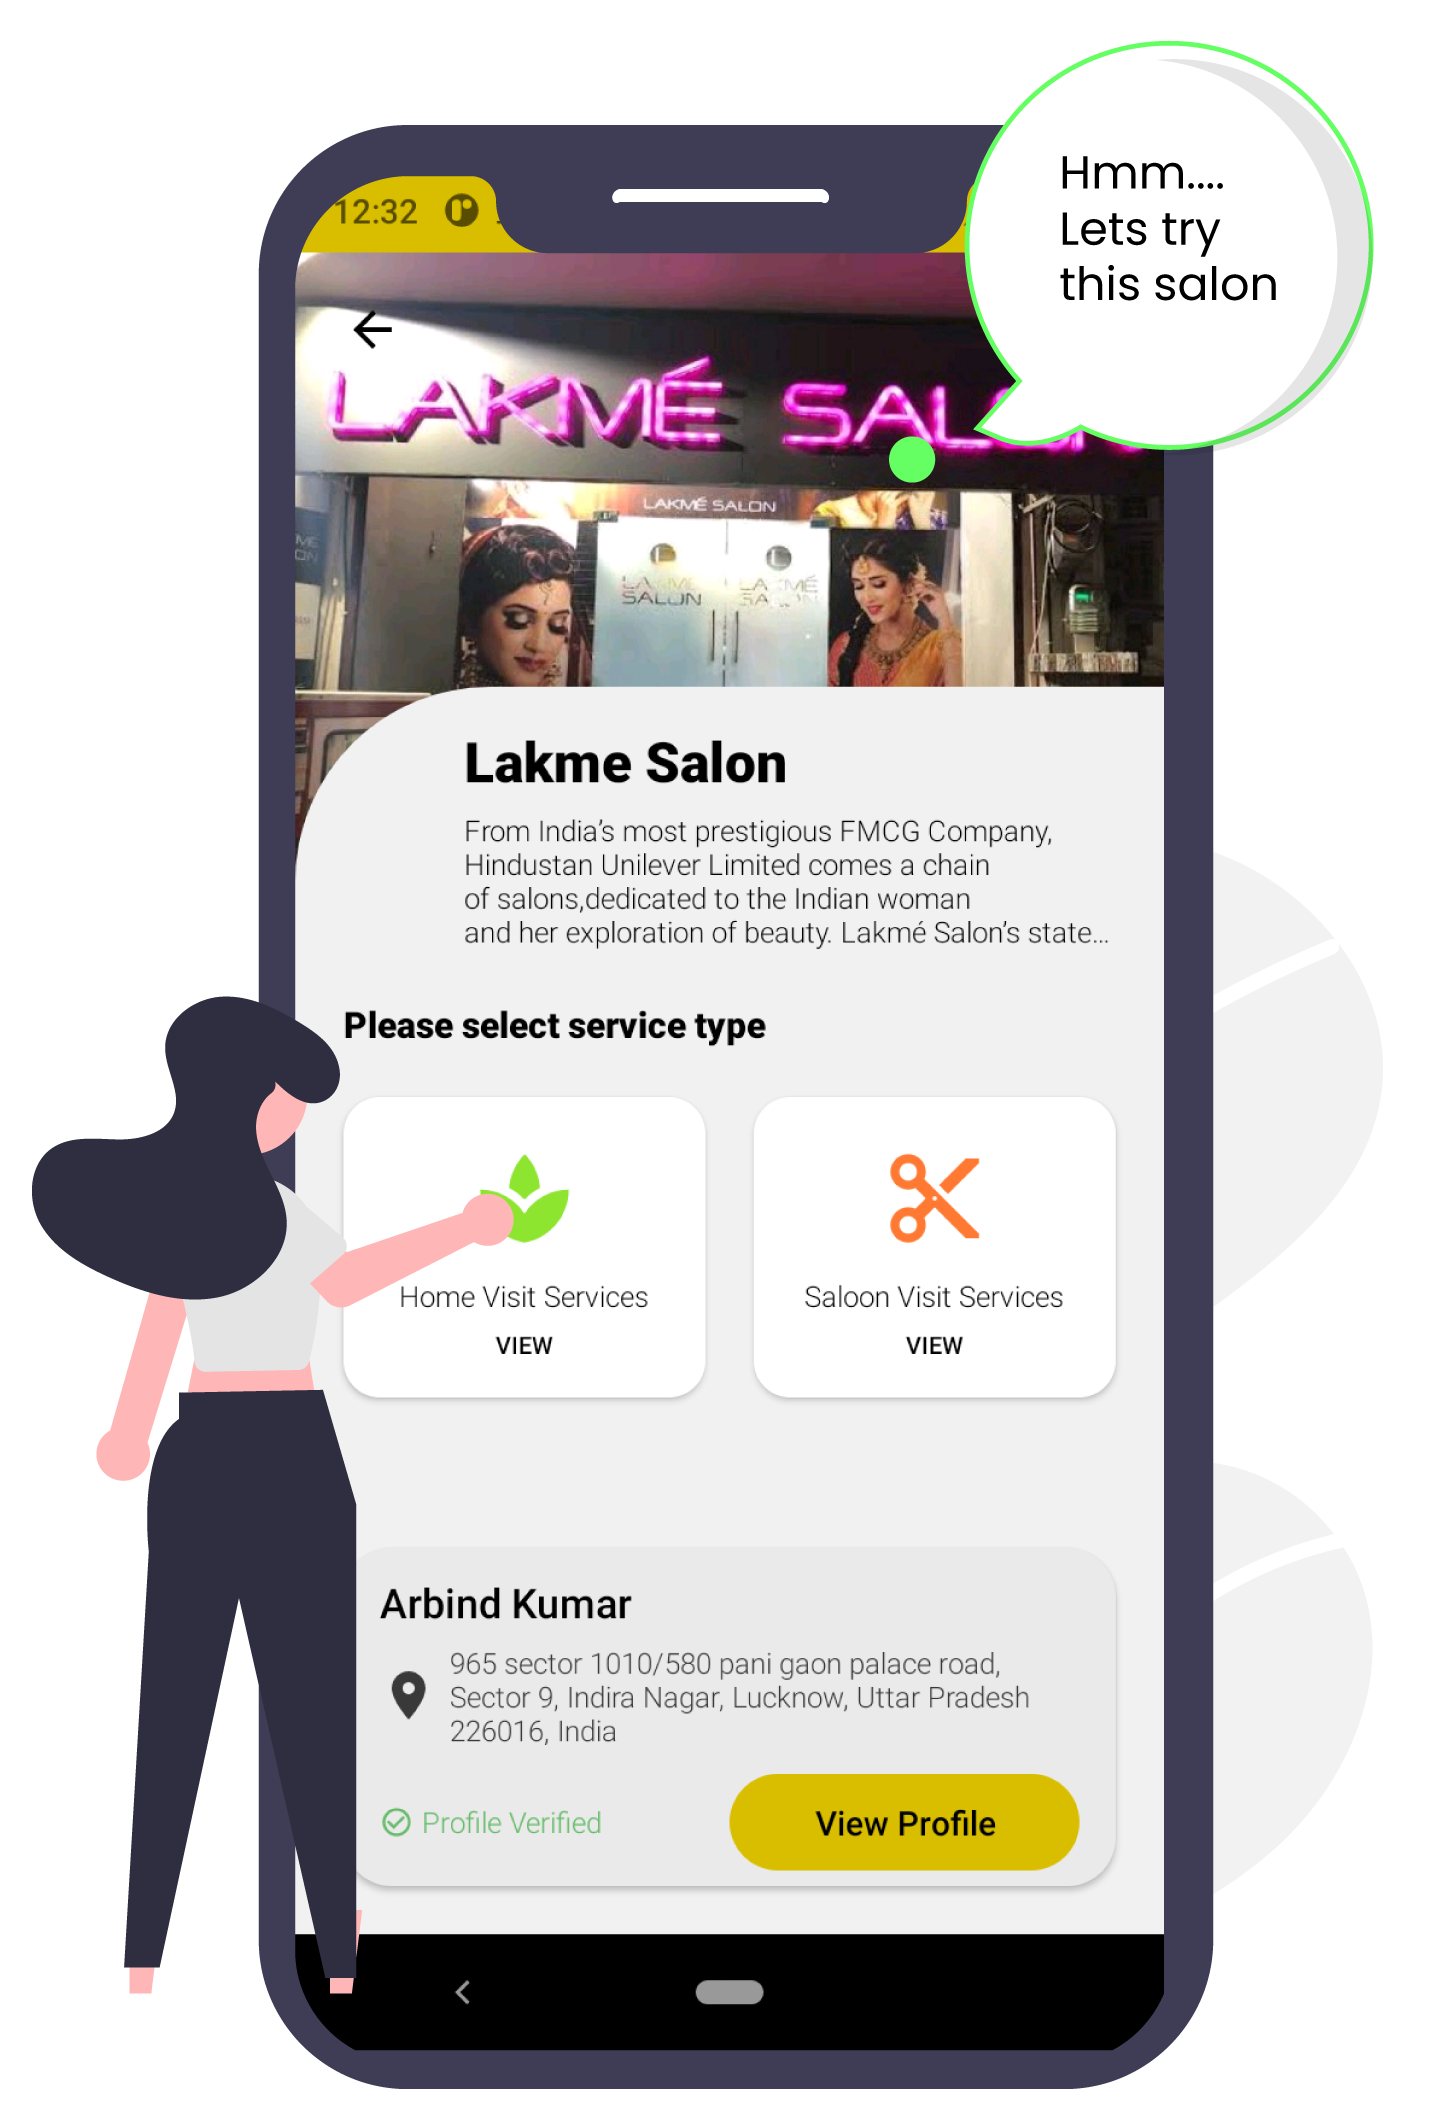 Hmm....
Lets try
this salon
12:32
LAKMÉ SAL
LAKMÉ SALON
SALON
Lakme Salon
From India’s most prestigious FMCG Company,
Hindustan Unilever Limited comes a chain
of salons,dedicated to the Indian woman
and her exploration of beauty. Lakmé Salon’s state...
Please select service type
Home Visit Services
VIEW
Saloon Visit Services
VIEW
Arbind Kumar
965 sector 1010/580 pani gaon palace road,
Sector 9, Indira Nagar, Lucknow, Uttar Pradesh
226016, India
Profile Verified
View Profile